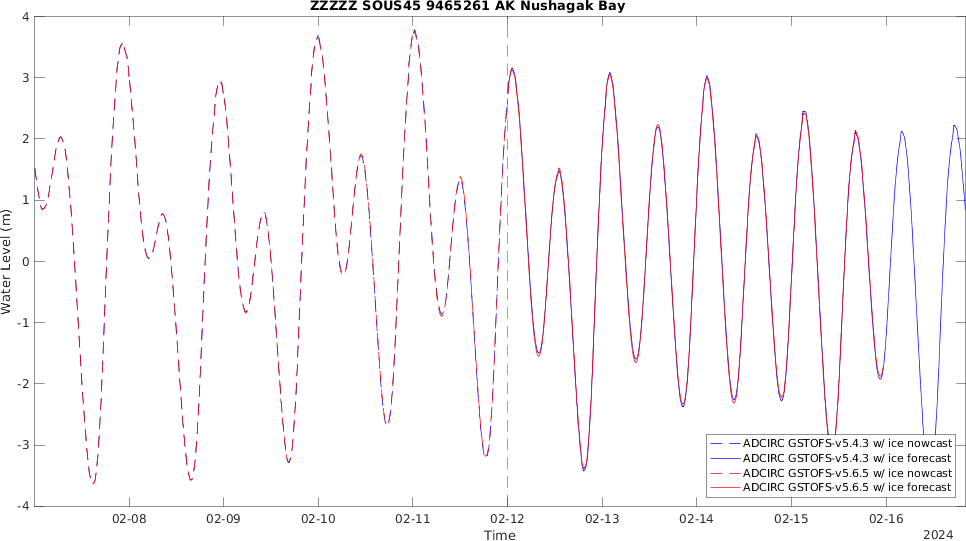 ZZZZZ SOUS45 9465261 AK Nushagak Bay
4
3
2
1
0
-1
-2
-3
-4
Water Level (m)
02-08
02-09
02-10
02-11
02-12
02-13
02-14
02-15
02-16
Time
2024
ADCIRC GSTOFS-v5.4.3 w/ ice nowcast
ADCIRC GSTOFS-v5.4.3 w/ ice forecast
ADCIRC GSTOFS-v5.6.5 w/ ice nowcast
ADCIRC GSTOFS-v5.6.5 w/ ice forecast